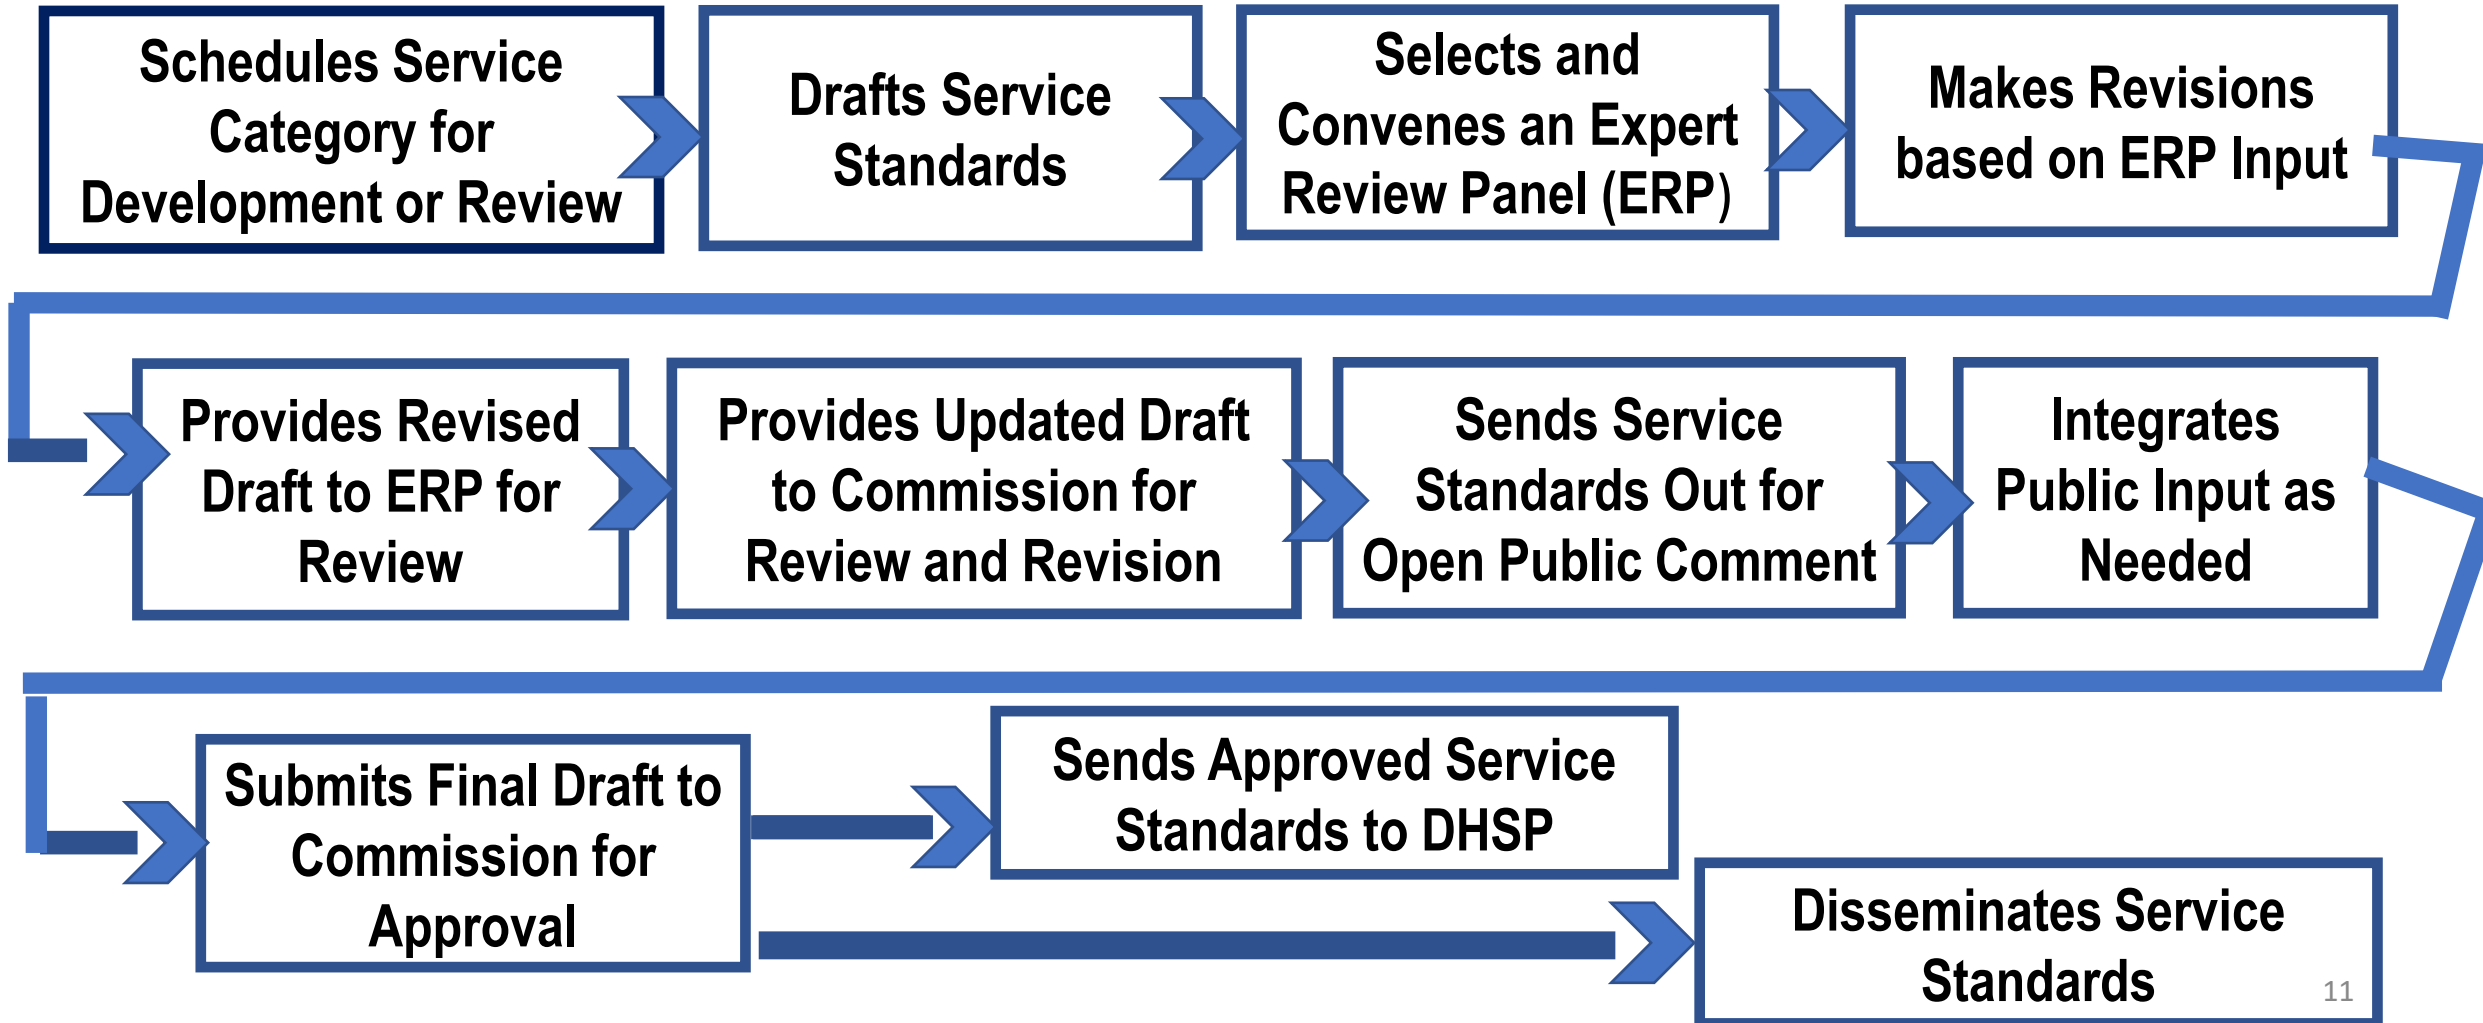 Schedules Service
Category for
Development or Review
Drafts Service
Standards
Selects and
Convenes an Expert
Review Panel (ERP)
Makes Revisions
based on ERP Input
Provides Revised
Draft to ERP for
Review
Provides Updated Draft
to Commission for
Review and Revision
Sends Service
Standards Out for
Open Public Comment
Integrates
Public Input as
Needed
Submits Final Draft to
Commission for
Approval
Sends Approved Service
Standards to DHSP
Disseminates Service
Standards
11